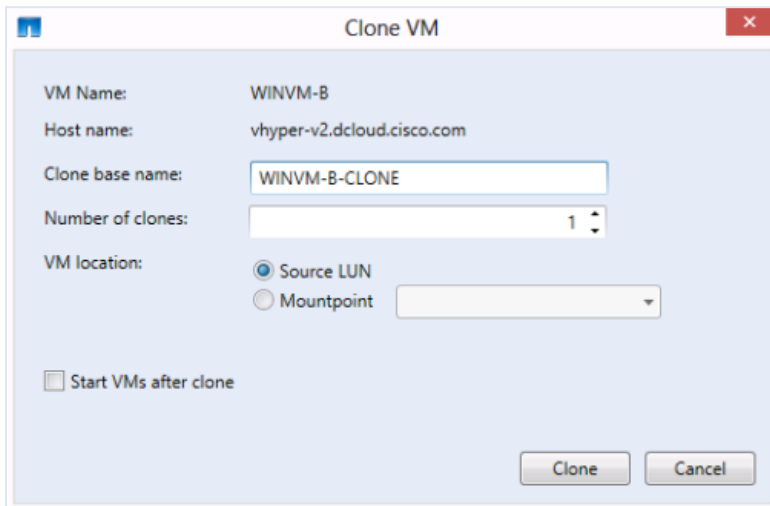 Clone VM
VM Name: WINVM-B
Host name: vhyper-v2.dcloud.cisco.com
Clone base name: WINVM-B-CLONE
Number of clones: 1
VM location: Source LUN
Mountpoint
Start VMs after clone
Clone Cancel